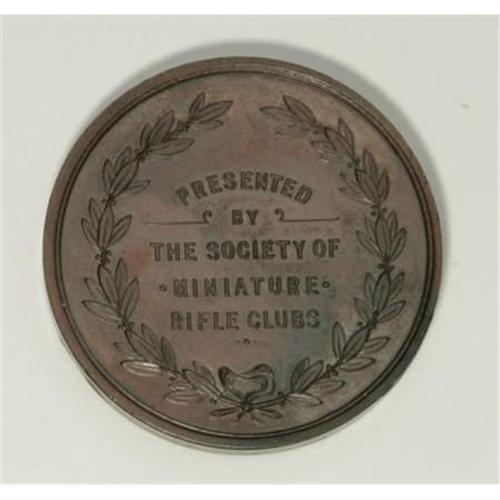 PRESENTED
BY
THE SOCIETY OF
· MINIATURE ·
RIFLE CLUBS